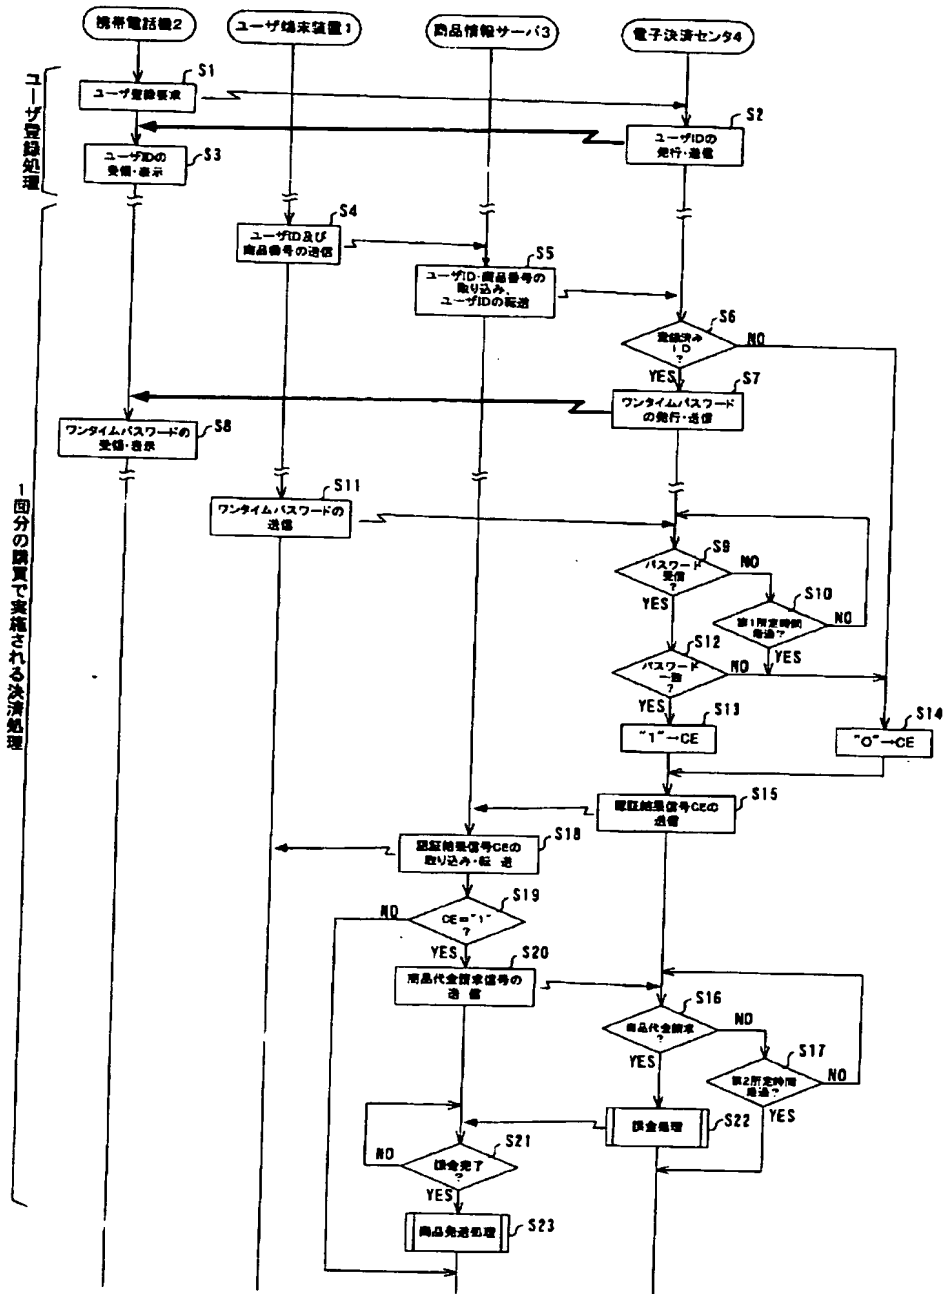 携帯電話機2
ユーザ端末装置1
商品情報サーバ3
電子決済センタ4
ユーザ登録処理
S1
ユーザ登録要求
S2
ユーザIDの
発行・送信
S3
ユーザIDの
受信・表示
S4
ユーザID及び
商品番号の送信
S5
ユーザID・商品番号の
取り込み、
ユーザIDの転送
S6
登録済み
ID
?
NO
YES
S7
ワンタイムパスワード
の発行・送信
S8
ワンタイムパスワードの
受信・表示
1回分の購買で実施される決済処理
S11
ワンタイムパスワードの
送信
S9
パスワード
受信
?
NO
YES
S10
第1所定時間
経過?
NO
YES
S12
パスワード
一致
?
NO
YES
S13
"1"→CE
S14
"0"→CE
S15
認証結果信号CEの
送信
S18
認証結果信号CEの
取り込み・転 送
S19
CE="1"
?
NO
YES
S20
商品代金請求信号の
送 信
S16
商品代金請求
?
NO
YES
S17
第2所定時間
経過?
NO
YES
S22
課金処理
S21
課金完了
?
NO
YES
S23
商品発送処理